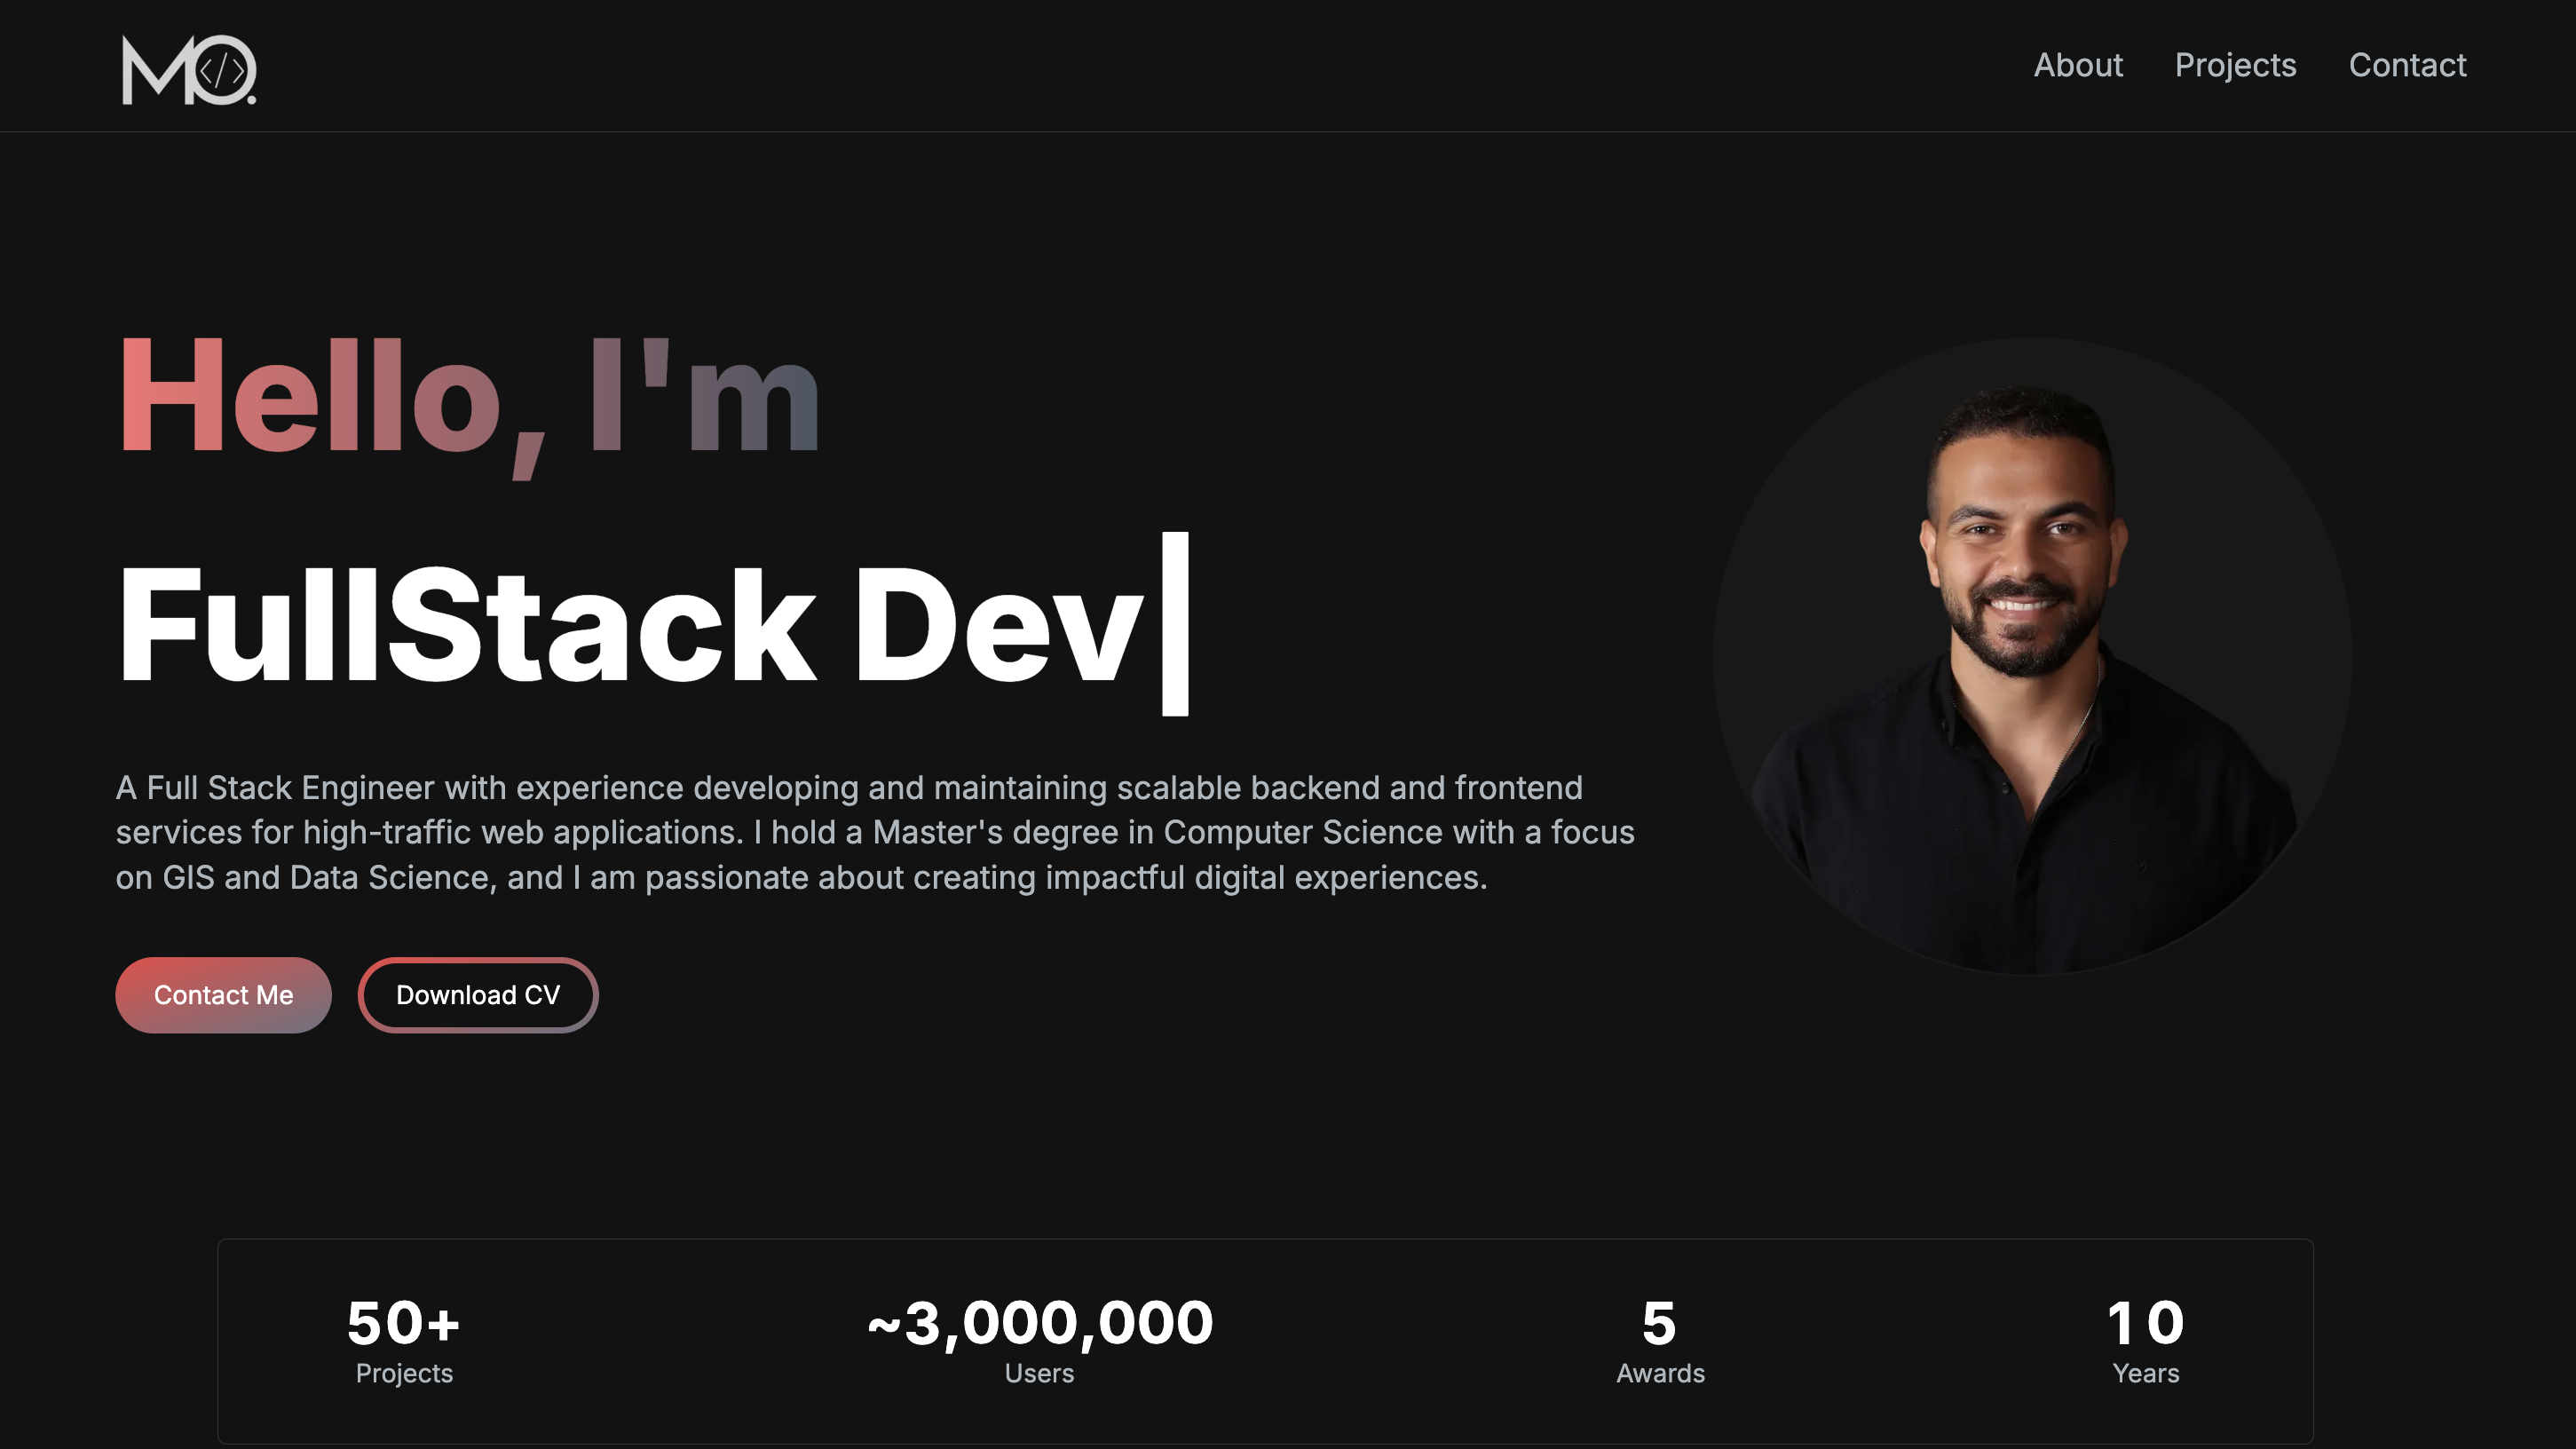 MO</>.
About Projects Contact
Hello, I'm
FullStack Dev|
A Full Stack Engineer with experience developing and maintaining scalable backend and frontend
services for high-traffic web applications. I hold a Master's degree in Computer Science with a focus
on GIS and Data Science, and I am passionate about creating impactful digital experiences.
Contact Me Download CV
50+ ~3,000,000 5 10
Projects Users Awards Years